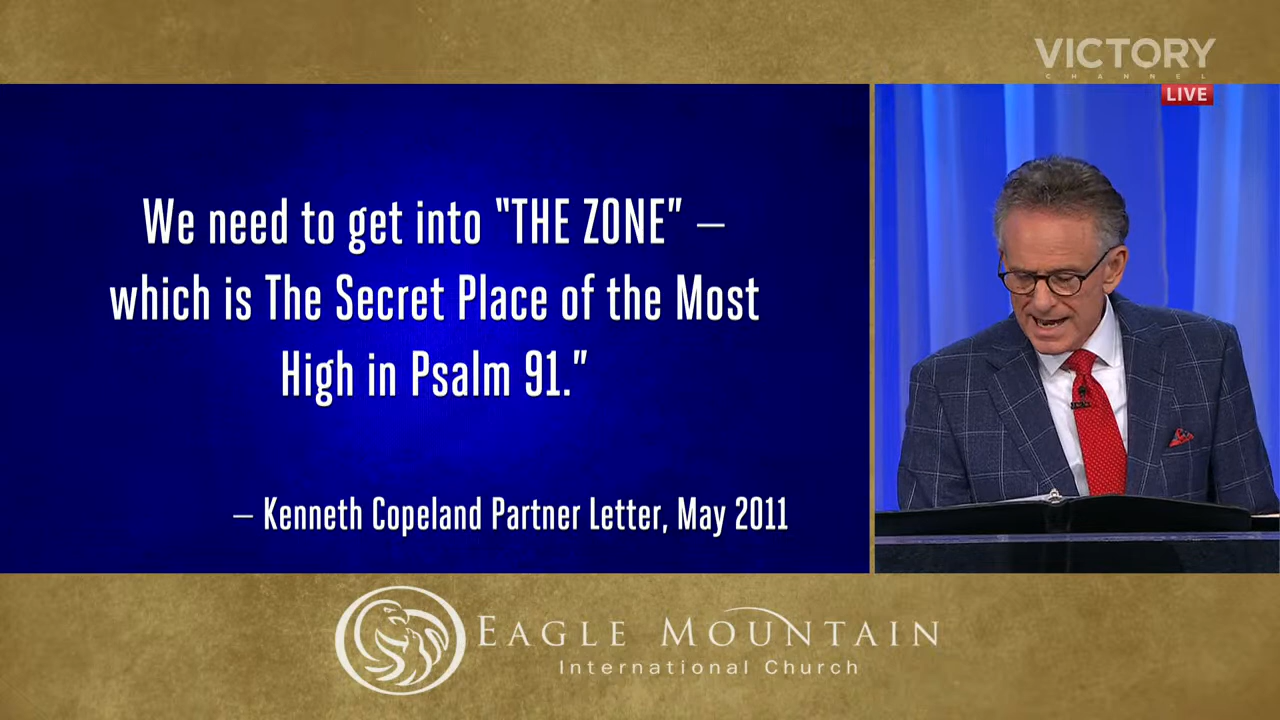 VICTORY
CHANNEL
LIVE
We need to get into "THE ZONE" –
which is The Secret Place of the Most
High in Psalm 91."
– Kenneth Copeland Partner Letter, May 2011
EAGLE MOUNTAIN
International Church